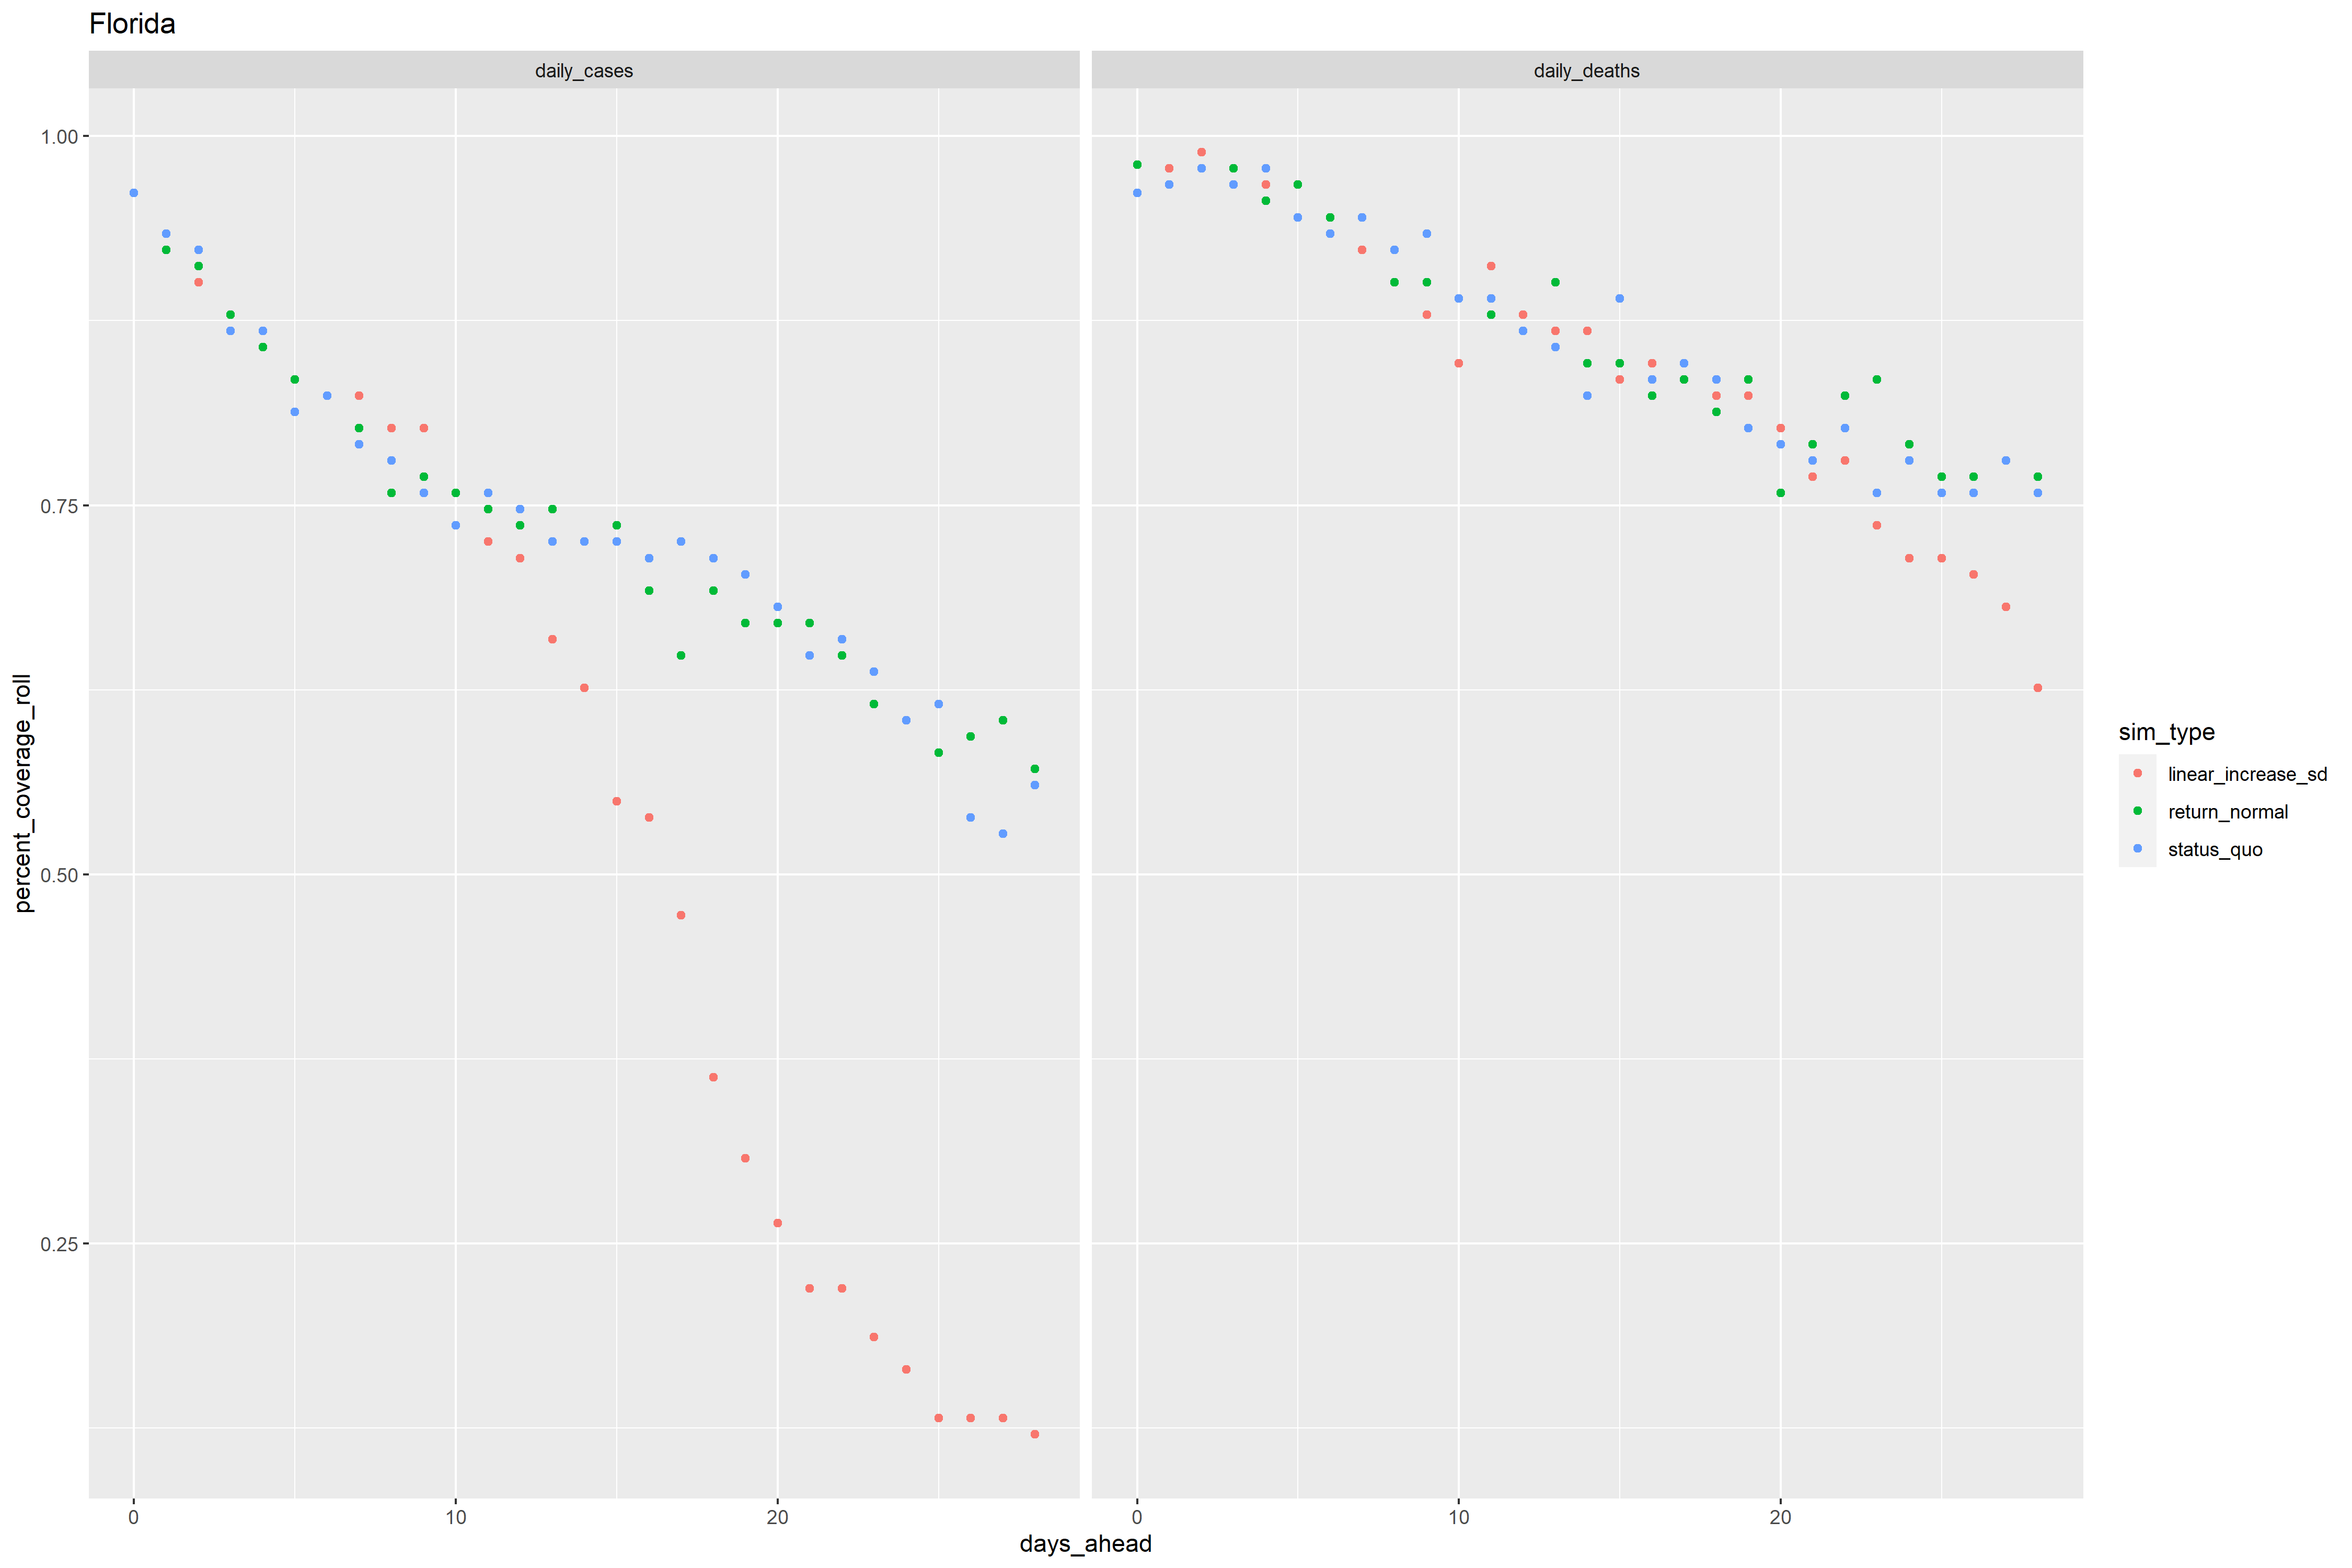 Florida
daily_cases
daily_deaths
1.00
0.75
0.50
0.25
percent_coverage_roll
0 10 20
0 10 20
days_ahead
sim_type
linear_increase_sd
return_normal
status_quo